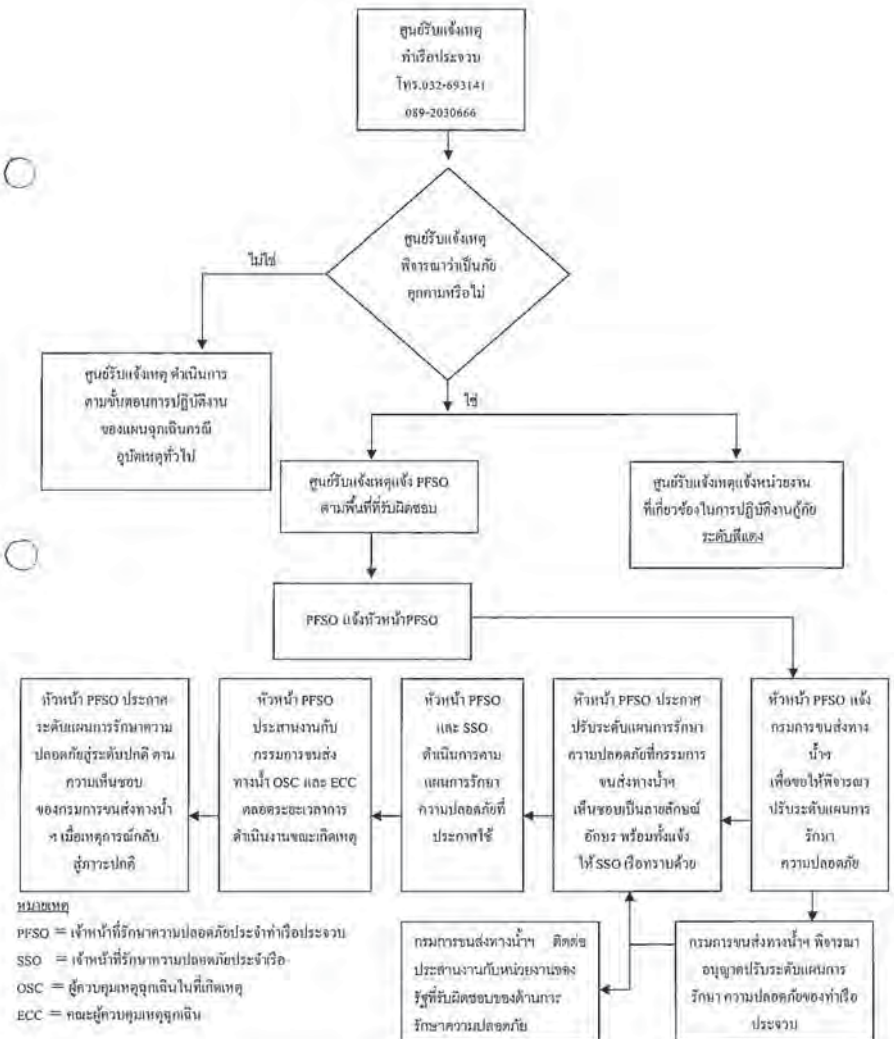 ศูนย์รับแจ้งเหตุ
ท่าเรือประจวบ
โทร.032-693141
089-2030666
ศูนย์รับแจ้งเหตุ
พิจารณาว่าเป็นภัย
คุกคามหรือไม่
ไม่ใช่
ใช่
ศูนย์รับแจ้งเหตุ ดำเนินการ
ตามขั้นตอนการปฏิบัติงาน
ของแผนฉุกเฉินกรณี
อุบัติเหตุทั่วไป
ศูนย์รับแจ้งเหตุแจ้ง PFSO
ตามพื้นที่ที่รับผิดชอบ
ศูนย์รับแจ้งเหตุแจ้งหน่วยงาน
ที่เกี่ยวข้องในการปฏิบัติงานกู้ภัย
ระดับสีแดง
PFSO แจ้งหัวหน้าPFSO
หัวหน้า PFSO ประกาศ
ระดับแผนการรักษาความ
ปลอดภัยสู่ระดับปกติ ตาม
ความเห็นชอบ
ของกรมการขนส่งทางน้ำ
ฯ เมื่อเหตุการณ์กลับ
สู่ภาวะปกติ
หัวหน้า PFSO
ประสานงานกับ
กรรมการขนส่ง
ทางน้ำ OSC และ ECC
ตลอดระยะเวลาการ
ดำเนินงานขณะเกิดเหตุ
หัวหน้า PFSO
และ SSO
ดำเนินการตาม
แผนการรักษา
ความปลอดภัยที่
ประกาศใช้
หัวหน้า PFSO ประกาศ
ปรับระดับแผนการรักษา
ความปลอดภัยที่กรรมการ
ขนส่งทางน้ำฯ
เห็นชอบเป็นลายลักษณ์
อักษร พร้อมทั้งแจ้ง
ให้ SSO เรือทราบด้วย
หัวหน้า PFSO แจ้ง
กรมการขนส่งทาง
น้ำฯ
เพื่อขอให้พิจารณา
ปรับระดับแผนการ
รักษา
ความปลอดภัย
หมายเหตุ
PFSO = เจ้าหน้าที่รักษาความปลอดภัยประจำท่าเรือประจวบ
SSO = เจ้าหน้าที่รักษาความปลอดภัยประจำเรือ
OSC = ผู้ควบคุมเหตุฉุกเฉินในที่เกิดเหตุ
ECC = คณะผู้ควบคุมเหตุฉุกเฉิน
กรมการขนส่งทางน้ำฯ ติดต่อ
ประสานงานกับหน่วยงานของ
รัฐที่รับผิดชอบของด้านการ
รักษาความปลอดภัย
กรมการขนส่งทางน้ำฯ พิจารณา
อนุญาตปรับระดับแผนการ
รักษา ความปลอดภัยของท่าเรือ
ประจวบ